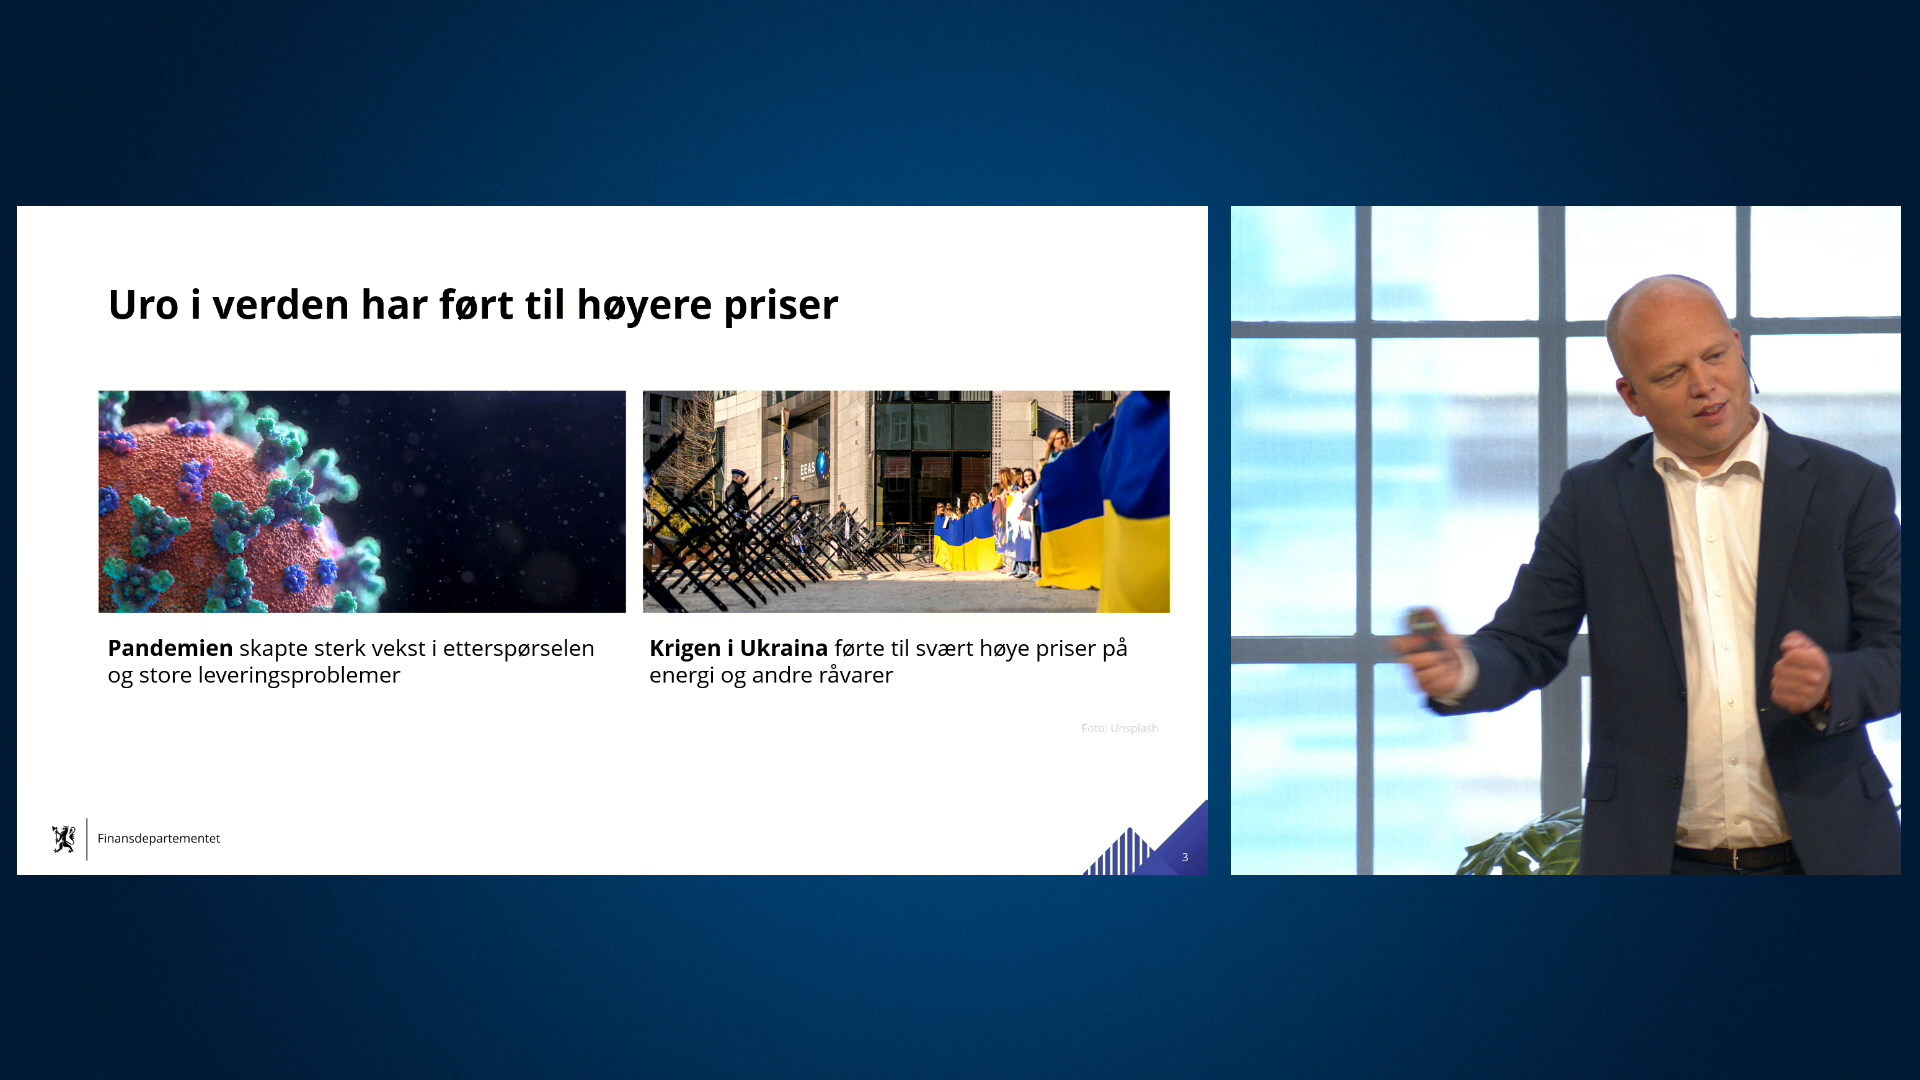 Uro i verden har ført til høyere priser
EEAS
Pandemien skapte sterk vekst i etterspørselen
og store leveringsproblemer
Krigen i Ukraina førte til svært høye priser på
energi og andre råvarer
Foto: Unsplash
Finansdepartementet
3